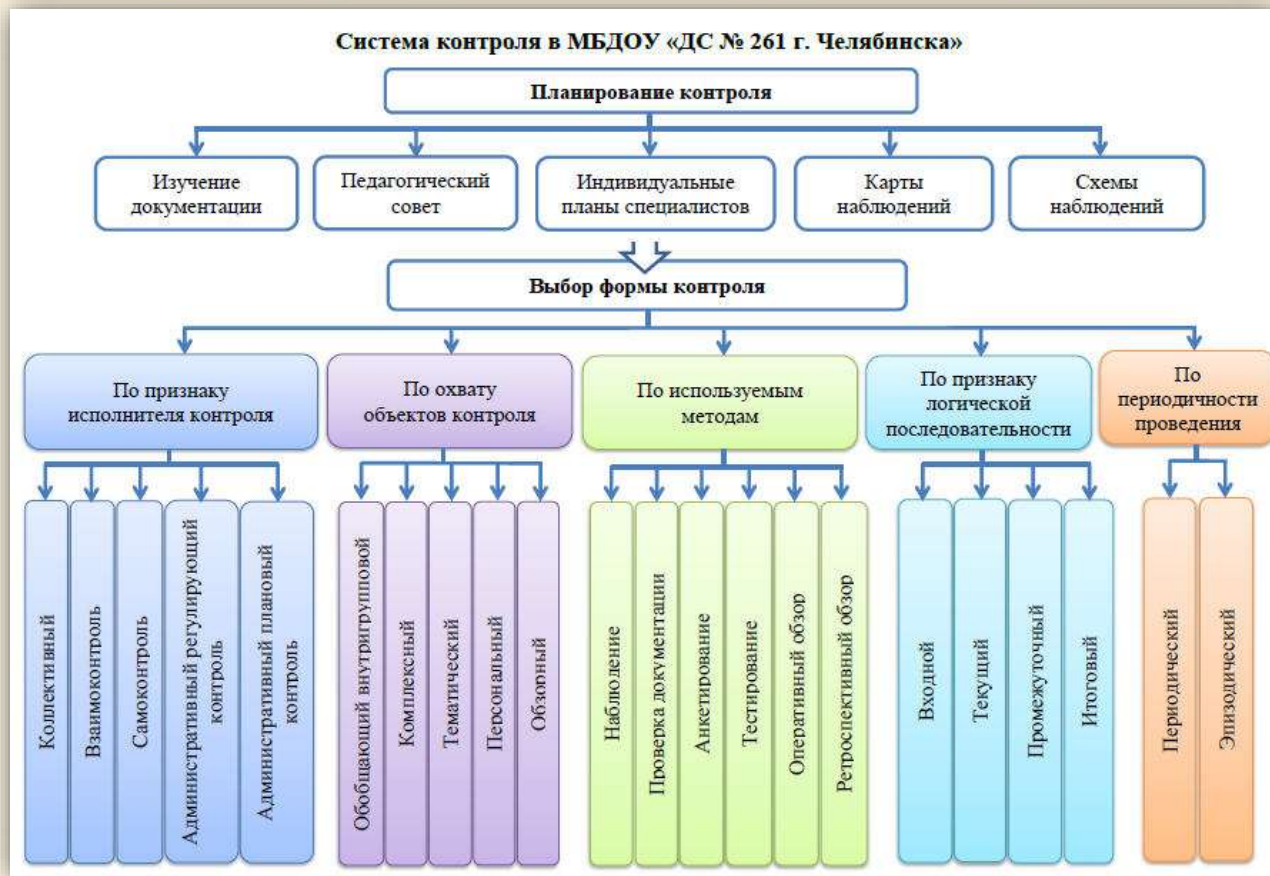 Система контроля в МБДОУ «ДС № 261 г. Челябинска»
Планирование контроля
Изучение
документации
Педагогический
совет
Индивидуальные
планы специалистов
Карты
наблюдений
Схемы
наблюдений
Выбор формы контроля
По признаку
исполнителя контроля
По охвату
объектов контроля
По используемым
методам
По признаку
логической
последовательности
По
периодичности
проведения
Коллективный
Взаимоконтроль
Самоконтроль
Административный регулирующий
контроль
Административный плановый
контроль
Обобщающий внутригрупповой
Комплексный
Тематический
Персональный
Обзорный
Наблюдение
Проверка документации
Анкетирование
Тестирование
Оперативный обзор
Ретроспективный обзор
Входной
Текущий
Промежуточный
Итоговый
Периодический
Эпизодический